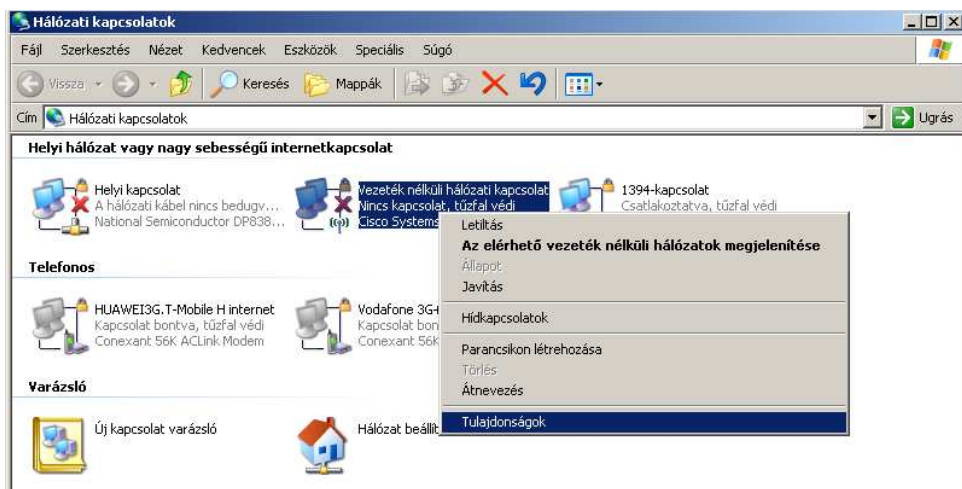 Hálózati kapcsolatok
Fájl Szerkesztés Nézet Kedvencek Eszközök Speciális Súgó
Vissza Keresés Mappák
Cím Hálózati kapcsolatok Ugrás
Helyi hálózat vagy nagy sebességű internetkapcsolat
Helyi kapcsolat
A hálózati kábel nincs bedugv...
National Semiconductor DP838...
Vezeték nélküli hálózati kapcsolat
Nincs kapcsolat, tűzfal védi
Cisco Systems
1394-kapcsolat
Csatlakoztatva, tűzfal védi
Letiltás
Az elérhető vezeték nélküli hálózatok megjelenítése
Állapot
Javítás
Hídkapcsolatok
Parancsikon létrehozása
Törlés
Átnevezés
Tulajdonságok
Telefonos
HUAWEI3G.T-Mobile H internet
Kapcsolat bontva, tűzfal védi
Conexant 56K ACLink Modem
Vodafone 3G+
Kapcsolat bon
Conexant 56K
Varázsló
Új kapcsolat varázsló
Hálózat beállít